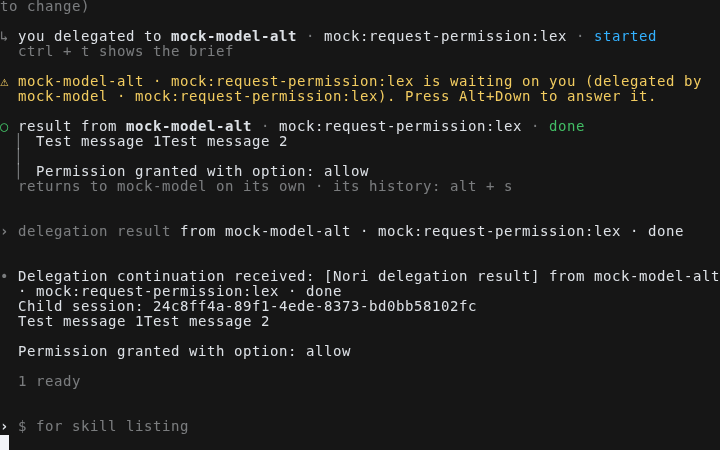 to change)
↳ you delegated to mock-model-alt · mock:request-permission:lex · started
ctrl + t shows the brief
⚠ mock-model-alt · mock:request-permission:lex is waiting on you (delegated by
mock-model · mock:request-permission:lex). Press Alt+Down to answer it.
○ result from mock-model-alt · mock:request-permission:lex · done
│ Test message 1Test message 2
│
│ Permission granted with option: allow
returns to mock-model on its own · its history: alt + s
› delegation result from mock-model-alt · mock:request-permission:lex · done
• Delegation continuation received: [Nori delegation result] from mock-model-alt
· mock:request-permission:lex · done
Child session: 24c8ff4a-89f1-4ede-8373-bd0bb58102fc
Test message 1Test message 2
Permission granted with option: allow
1 ready
› $ for skill listing